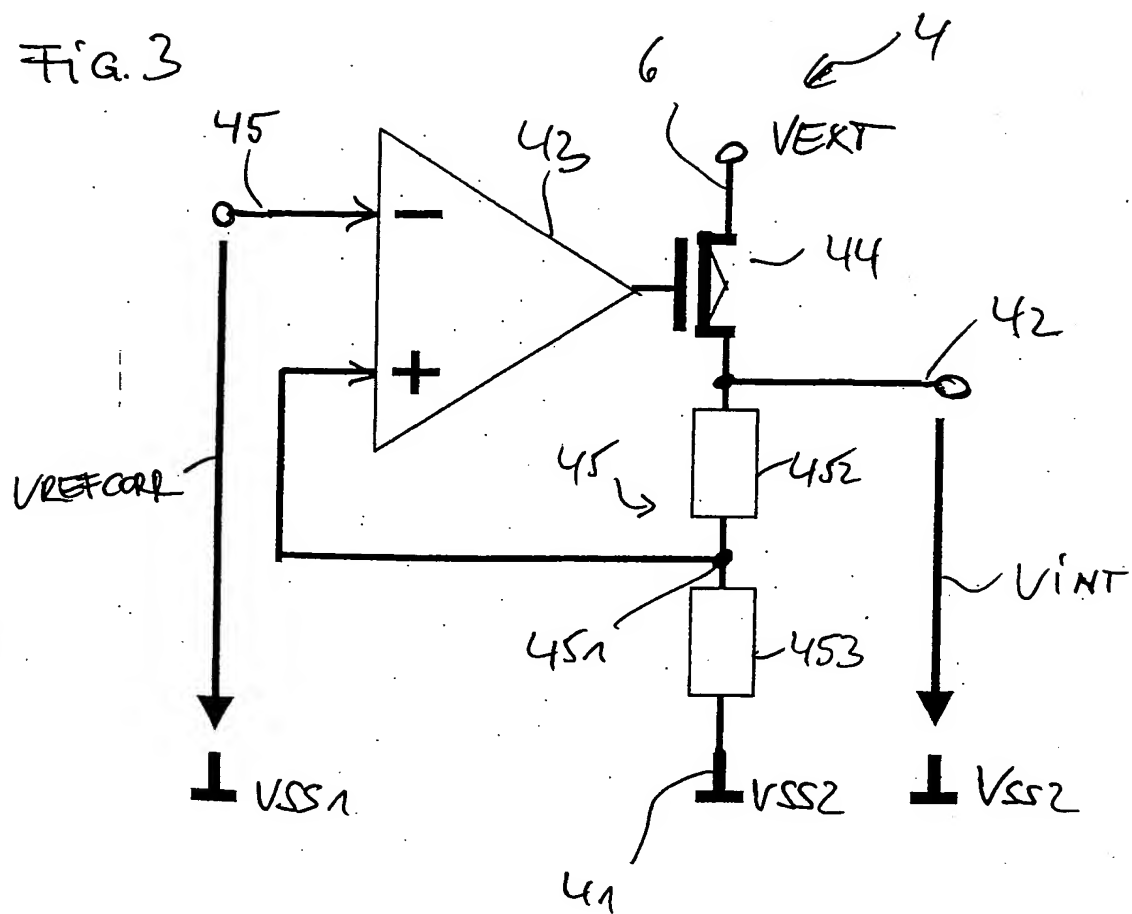 Fig. 3
4
6
VEXT
45
43
-
44
42
+
VREFCORR
45
452
VINT
451
453
VSS1
VSS2
VSS2
41